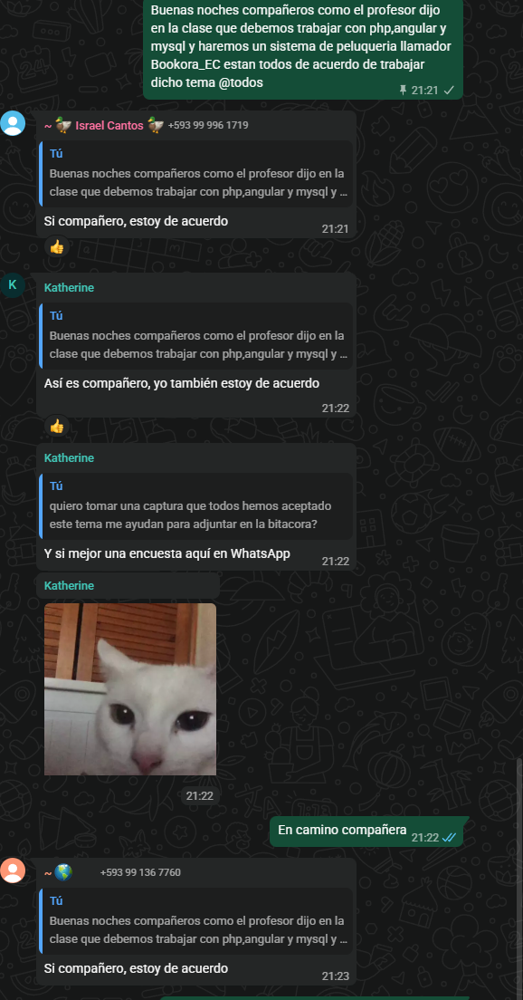 Buenas noches compañeros como el profesor dijo
en la clase que debemos trabajar con php,angular y
mysql y haremos un sistema de peluqueria llamador
Bookora_EC estan todos de acuerdo de trabajar
dicho tema @todos
21:21
~ Israel Cantos +593 99 996 1719
Tú
Buenas noches compañeros como el profesor dijo en la
clase que debemos trabajar con php,angular y mysql y ...
Si compañero, estoy de acuerdo
21:21
K
Katherine
Tú
Buenas noches compañeros como el profesor dijo en la
clase que debemos trabajar con php,angular y mysql y ...
Así es compañero, yo también estoy de acuerdo
21:22
Katherine
Tú
quiero tomar una captura que todos hemos aceptado
este tema me ayudan para adjuntar en la bitacora?
Y si mejor una encuesta aquí en WhatsApp
21:22
Katherine
21:22
En camino compañera
21:22
~ +593 99 136 7760
Tú
Buenas noches compañeros como el profesor dijo en la
clase que debemos trabajar con php,angular y mysql y ...
Si compañero, estoy de acuerdo
21:23